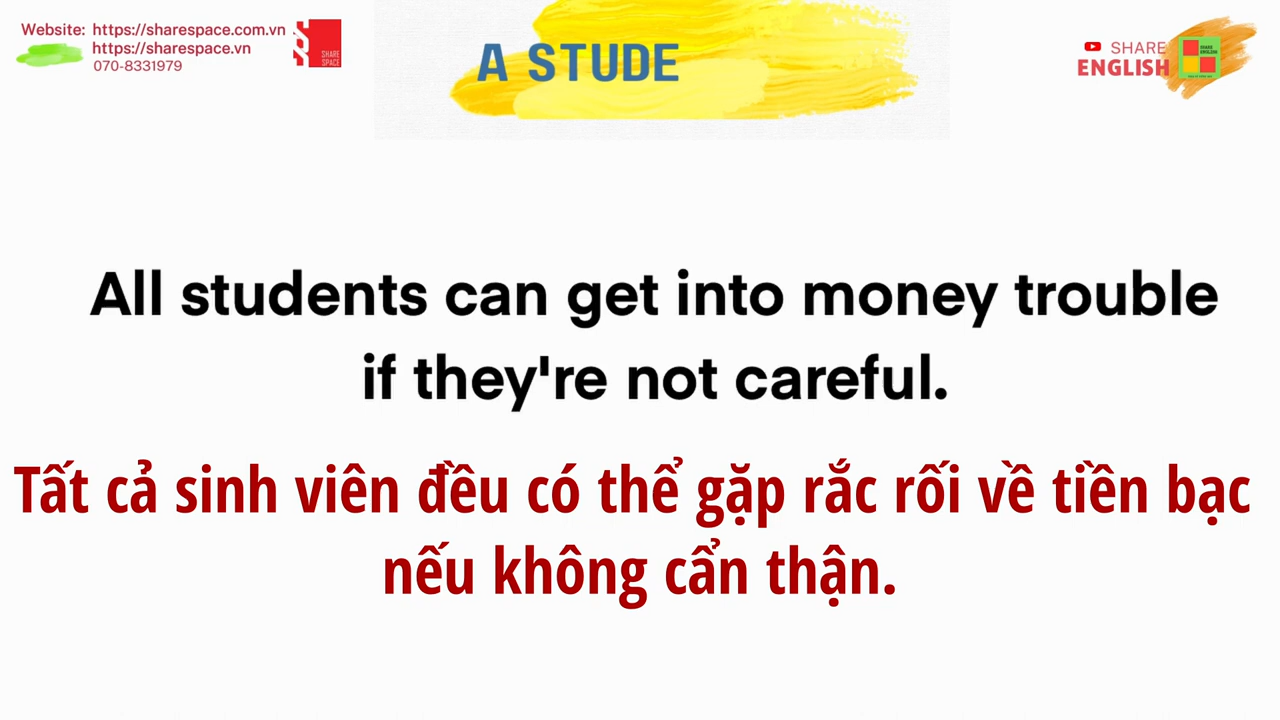 Website: https://sharespace.com.vn
https://sharespace.vn
070-8331979
SHARE
SPACE
A STUDE
SHARE
ENGLISH
All students can get into money trouble
if they're not careful.
Tất cả sinh viên đều có thể gặp rắc rối về tiền bạc
nếu không cẩn thận.